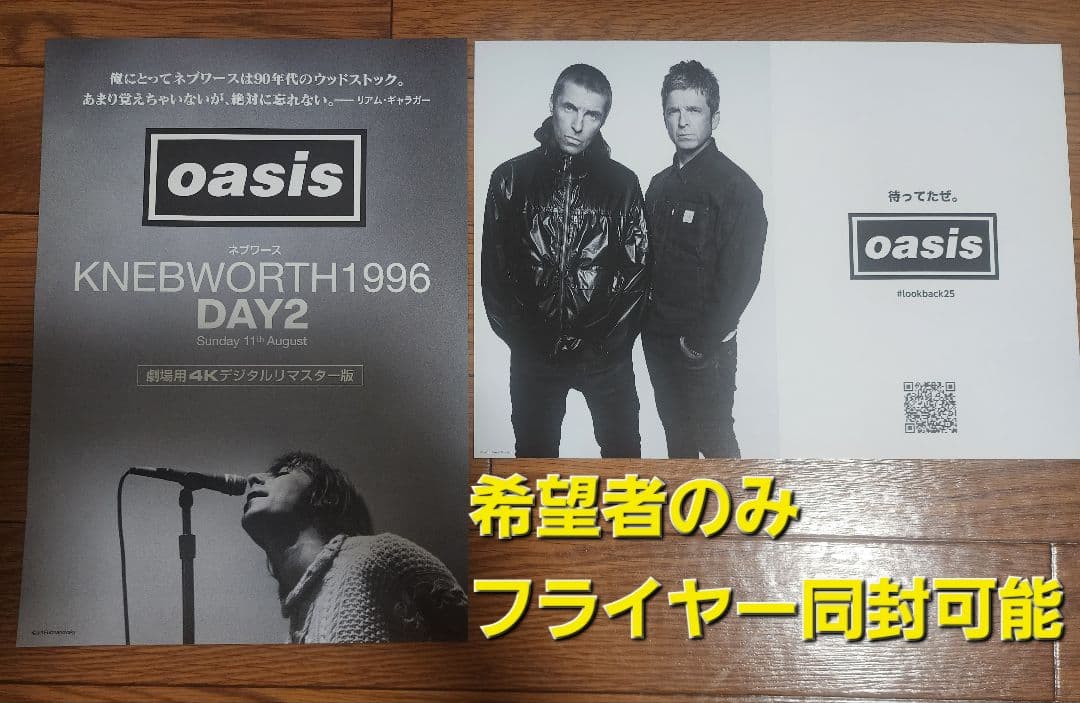 俺にとってネブワースは90年代のウッドストック。
あまり覚えちゃいないが、絶対に忘れない。── リアム・ギャラガー
oasis
ネブワース
KNEBWORTH1996
DAY2
Sunday 11th August
劇場用4Kデジタルリマスター版
待ってたぜ。
oasis
#lookback25
希望者のみ
フライヤー同封可能